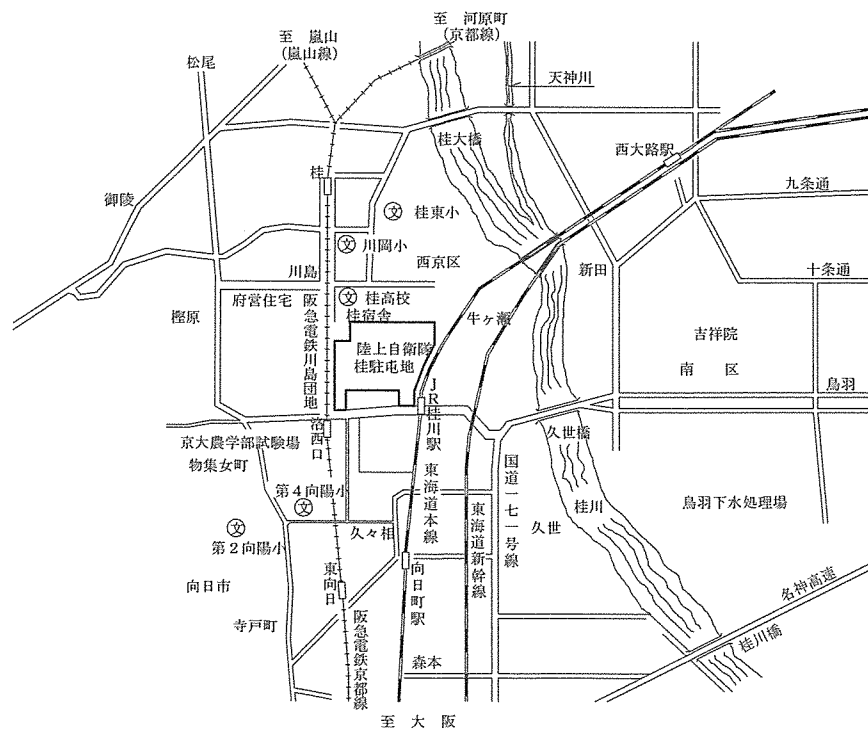 至 河原町
(京都線)
至 嵐山
(嵐山線)
松尾
天神川
桂大橋
西大路駅
桂
九条通
御陵
文 桂東小
文 川岡小
西京区
新田
川島
十条通
府営住宅
文 桂高校
桂宿舎
樫原
牛ヶ瀬
吉祥院
陸上自衛隊
桂駐屯地
南 区
阪急電鉄川島団地
鳥羽
JR桂川駅
洛西口
久世橋
京大農学部試験場
物集女町
東海道本線
国道一七一号線
第4向陽小
文
桂川
鳥羽下水処理場
東海道新幹線
久世
文
久々相
第2向陽小
向日市
東向日
向日町駅
名神高速
寺戸町
阪急電鉄京都線
桂川橋
森本
至 大 阪